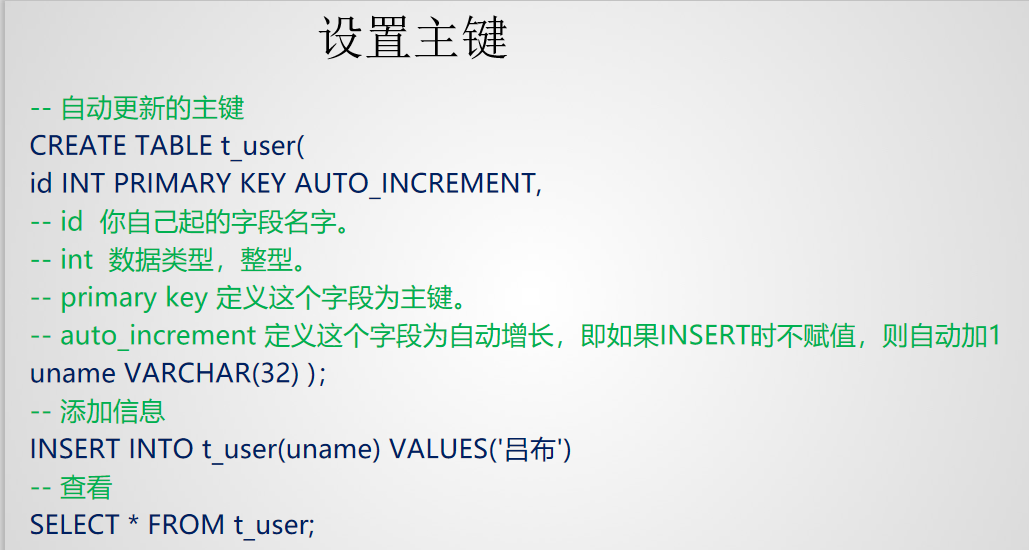 设置主键
-- 自动更新的主键
CREATE TABLE t_user(
id INT PRIMARY KEY AUTO_INCREMENT,
-- id  你自己起的字段名字。
-- int  数据类型，整型。
-- primary key 定义这个字段为主键。
-- auto_increment 定义这个字段为自动增长，即如果INSERT时不赋值，则自动加1
uname VARCHAR(32) );
-- 添加信息
INSERT INTO t_user(uname) VALUES('吕布')
-- 查看
SELECT * FROM t_user;